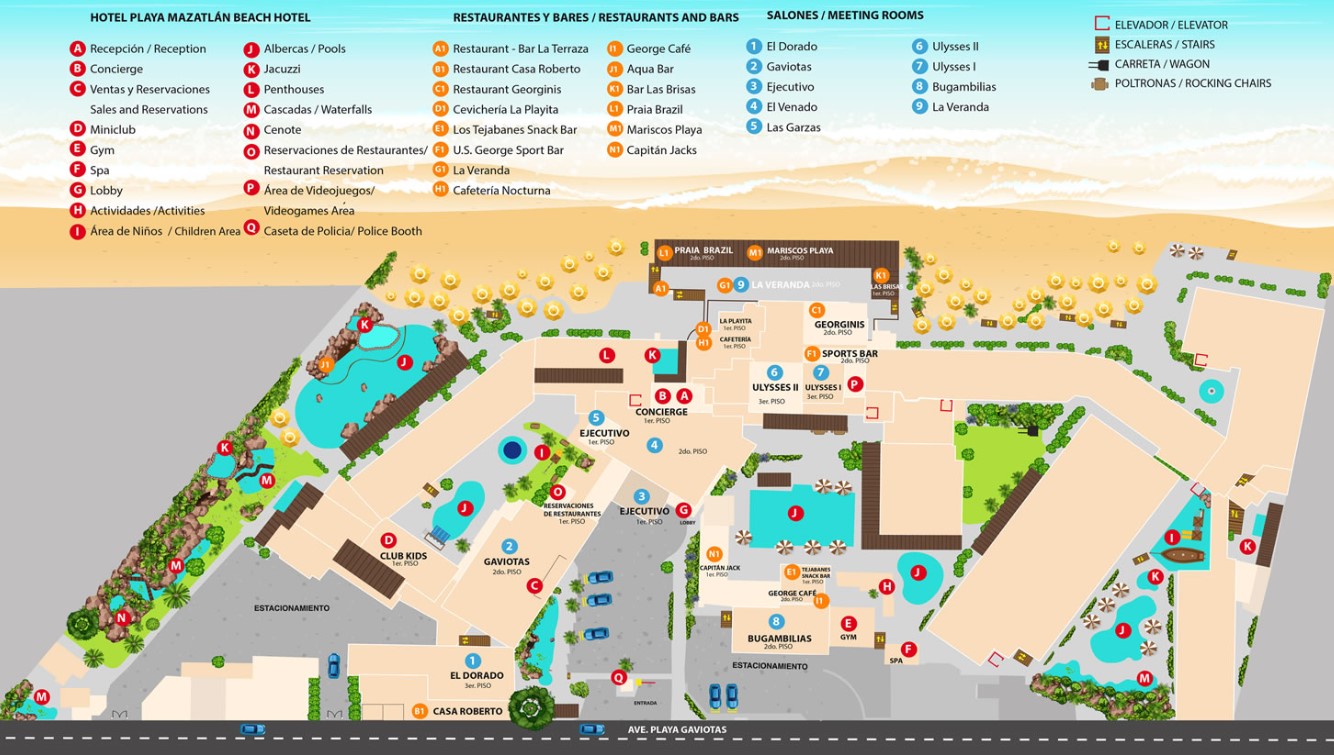 HOTEL PLAYA MAZATLÁN BEACH HOTEL
A Recepción / Reception
B Concierge
C Ventas y Reservaciones
Sales and Reservations
D Miniclub
E Gym
F Spa
G Lobby
H Actividades /Activities
I Área de Niños / Children Area
J Albercas / Pools
K Jacuzzi
L Penthouses
M Cascadas / Waterfalls
N Cenote
O Reservaciones de Restaurantes/
Restaurant Reservation
P Área de Videojuegos/
Videogames Area
Q Caseta de Policia/ Police Booth
RESTAURANTES Y BARES / RESTAURANTS AND BARS
A1 Restaurant - Bar La Terraza
B1 Restaurant Casa Roberto
C1 Restaurant Georginis
D1 Cevichería La Playita
E1 Los Tejabanes Snack Bar
F1 U.S. George Sport Bar
G1 La Veranda
H1 Cafetería Nocturna
I1 George Café
J1 Aqua Bar
K1 Bar Las Brisas
L1 Praia Brazil
M1 Mariscos Playa
N1 Capitán Jacks
SALONES / MEETING ROOMS
1 El Dorado
2 Gaviotas
3 Ejecutivo
4 El Venado
5 Las Garzas
6 Ulysses II
7 Ulysses I
8 Bugambilias
9 La Veranda
ELEVADOR / ELEVATOR
ESCALERAS / STAIRS
CARRETA / WAGON
POLTRONAS / ROCKING CHAIRS
L1 PRAIA BRAZIL
2do. PISO
M1 MARISCOS PLAYA
2do. PISO
A1
G1 9 LA VERANDA 2do. PISO
K1
LAS BRISAS
1er. PISO
C1
GEORGINIS
2do. PISO
LA PLAYITA
1er. PISO
D1
H1
CAFETERÍA
1er. PISO
F1 SPORTS BAR
2do. PISO
K
J1
J
L
K
6
ULYSSES II
3er. PISO
7
ULYSSES I
3er. PISO
P
B A
CONCIERGE
1er. PISO
5
EJECUTIVO
1er. PISO
4
2do. PISO
K
M
I
O
RESERVACIONES
DE RESTAURANTES
1er. PISO
3
EJECUTIVO
1er. PISO
G
LOBBY
J
J
D
CLUB KIDS
1er. PISO
2
GAVIOTAS
2do. PISO
C
N1
CAPITÁN JACK
1er. PISO
E1 TEJABANES
SNACK BAR
1er. PISO
GEORGE CAFÉ
2do. PISO
I1
H
J
I
K
K
J
M
M
N
M
ESTACIONAMIENTO
8
BUGAMBILIAS
2do. PISO
E
GYM
F
SPA
ESTACIONAMIENTO
1
EL DORADO
3er. PISO
B1 CASA ROBERTO
Q
ENTRADA
AVE. PLAYA GAVIOTAS